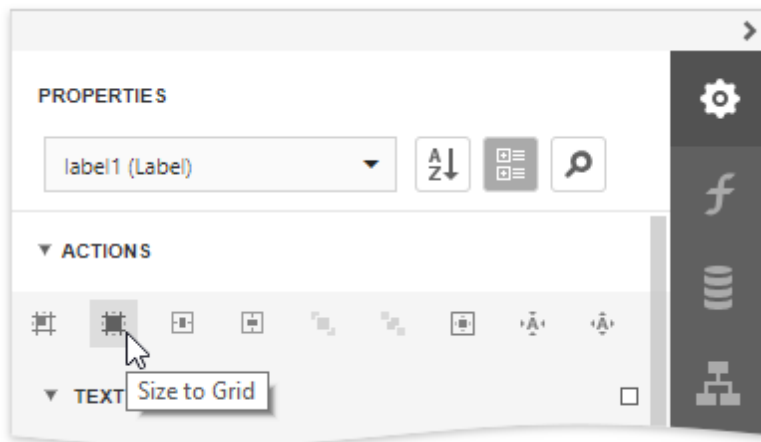 PROPERTIES
label1 (Label)
A
Z
f
ACTIONS
A
A
TEXT
Size to Grid